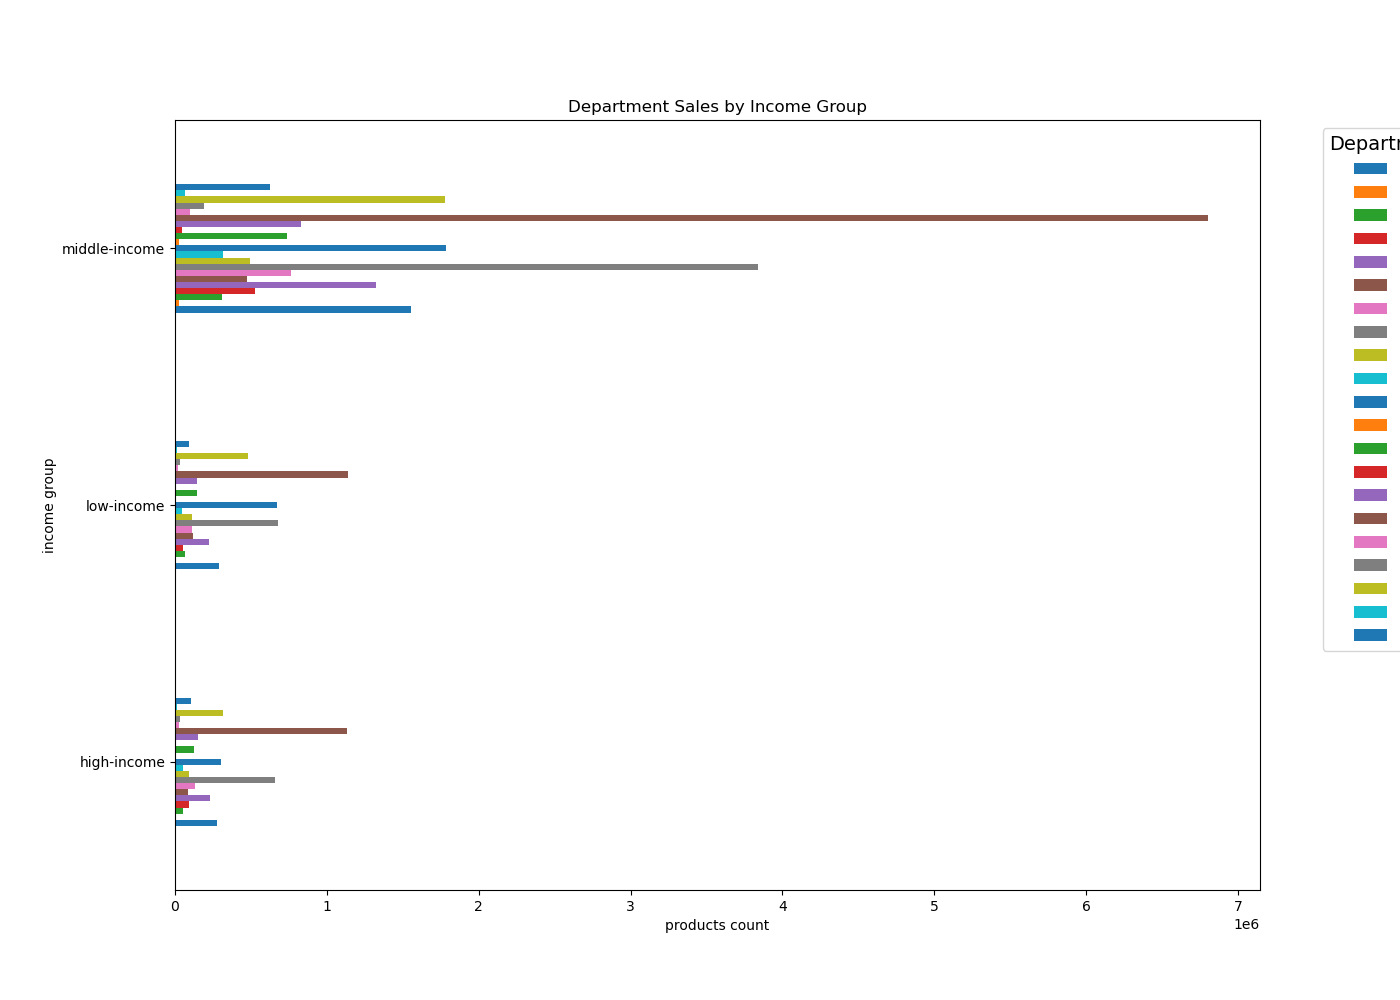 Department Sales by Income Group
middle-income
low-income
high-income
income group
0 1 2 3 4 5 6 7
1e6
products count